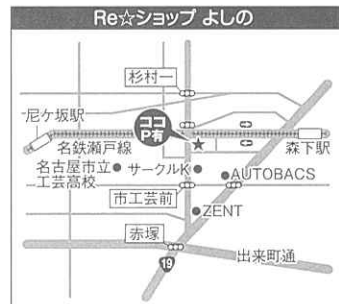 Re☆ショップ よしの
杉村一
尼ケ坂駅
ココ
P有
名鉄瀬戸線
森下駅
名古屋市立
工芸高校
サークルK
AUTOBACS
市工芸前
ZENT
赤塚
19
出来町通